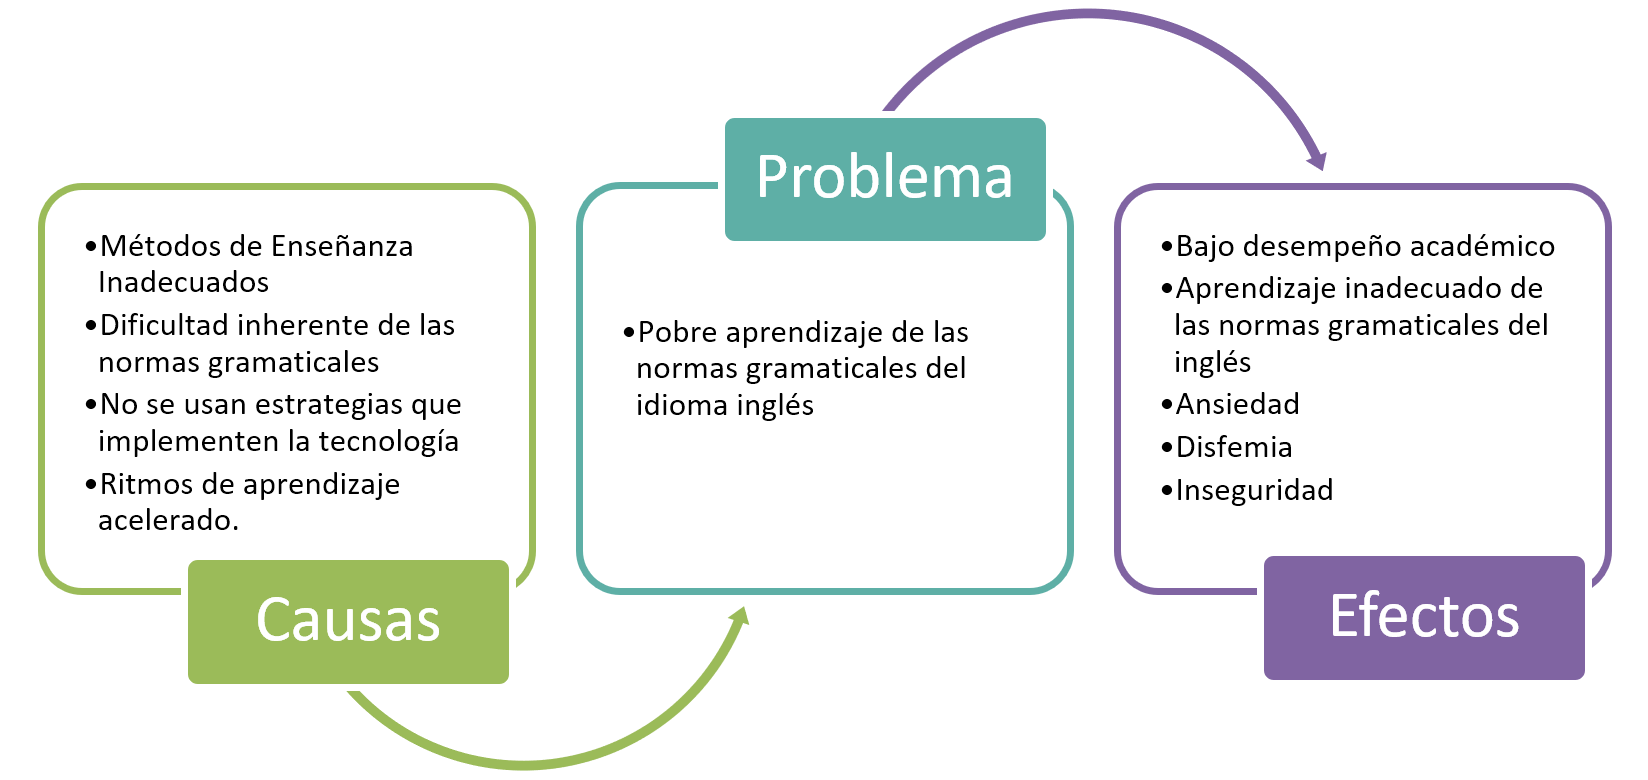 •Métodos de Enseñanza
Inadecuados
•Dificultad inherente de las
normas gramaticales
•No se usan estrategias que
implementen la tecnología
•Ritmos de aprendizaje
acelerado.
Causas
Problema
•Pobre aprendizaje de las
normas gramaticales del
idioma inglés
•Bajo desempeño académico
•Aprendizaje inadecuado de
las normas gramaticales del
inglés
•Ansiedad
•Disfemia
•Inseguridad
Efectos